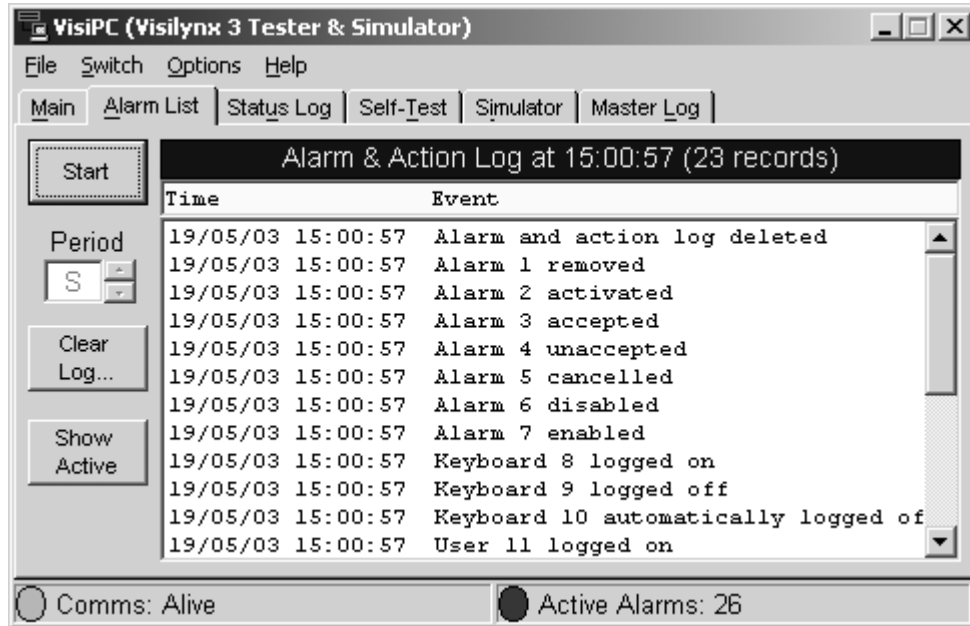 VisiPC (Visilynx 3 Tester & Simulator)
File Switch Options Help
Main Alarm List Status Log Self-Test Simulator Master Log
Start
Alarm & Action Log at 15:00:57 (23 records)
Time Event
Period
S
Clear
Log...
Show
Active
19/05/03 15:00:57 Alarm and action log deleted
19/05/03 15:00:57 Alarm 1 removed
19/05/03 15:00:57 Alarm 2 activated
19/05/03 15:00:57 Alarm 3 accepted
19/05/03 15:00:57 Alarm 4 unaccepted
19/05/03 15:00:57 Alarm 5 cancelled
19/05/03 15:00:57 Alarm 6 disabled
19/05/03 15:00:57 Alarm 7 enabled
19/05/03 15:00:57 Keyboard 8 logged on
19/05/03 15:00:57 Keyboard 9 logged off
19/05/03 15:00:57 Keyboard 10 automatically logged of
19/05/03 15:00:57 User 11 logged on
Comms: Alive
Active Alarms: 26